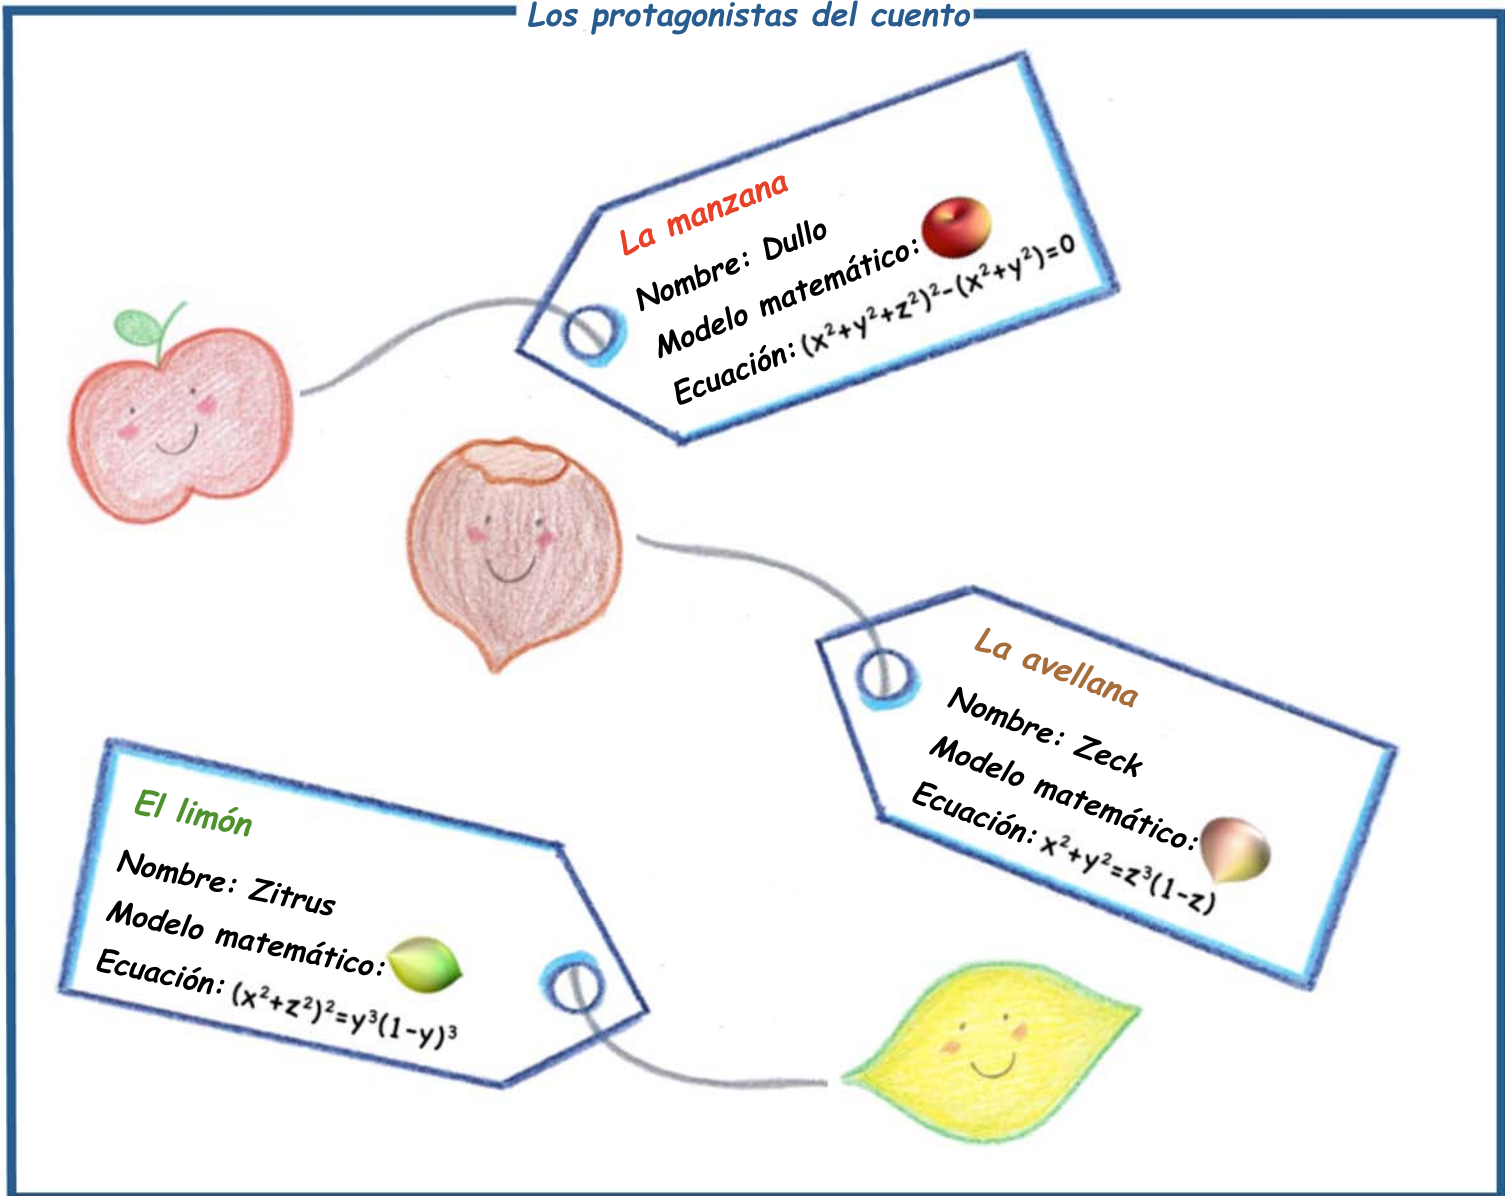 Los protagonistas del cuento
La manzana
Nombre: Dullo
Modelo matemático:
Ecuación: (x²+y²+z²)²-(x²+y²)=0
La avellana
Nombre: Zeck
Modelo matemático:
Ecuación: x²+y²=z³(1-z)
El limón
Nombre: Zitrus
Modelo matemático:
Ecuación: (x²+z²)²=y³(1-y)³